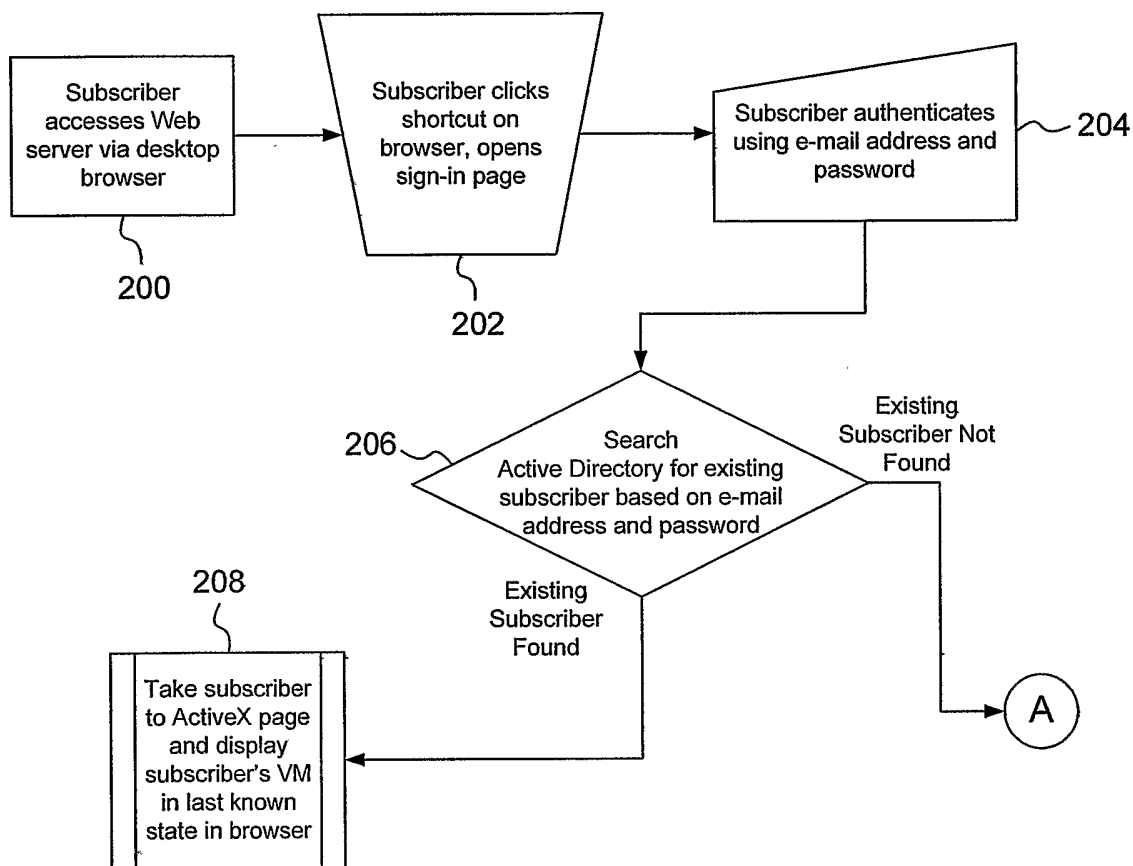 Subscriber
accesses Web
server via desktop
browser
200
Subscriber clicks
shortcut on
browser, opens
sign-in page
202
Subscriber authenticates
using e-mail address and
password
204
206
Search
Active Directory for existing
subscriber based on e-mail
address and password
Existing
Subscriber Not
Found
Existing
Subscriber
Found
208
Take subscriber
to ActiveX page
and display
subscriber's VM
in last known
state in browser
A